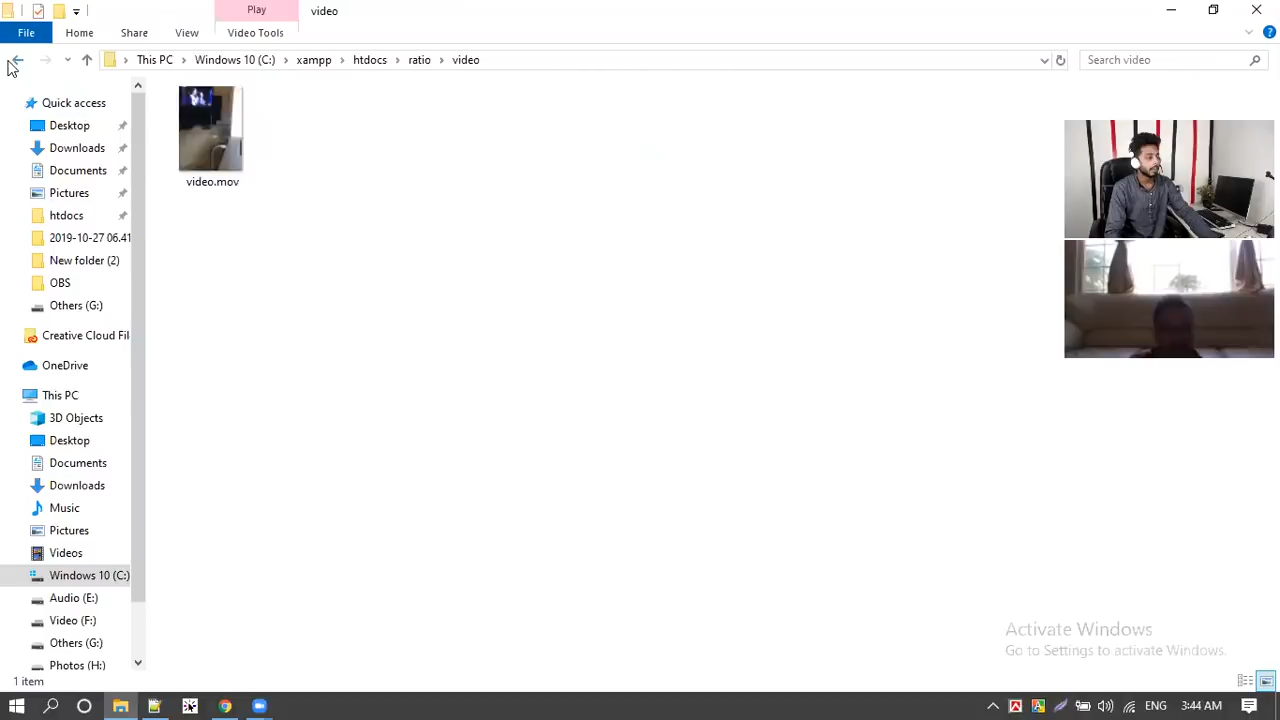 Play
video
File
Home
Share
View
Video Tools
This PC
Windows 10 (C:)
xampp
htdocs
ratio
video
Search video
Quick access
Desktop
Downloads
Documents
Pictures
htdocs
2019-10-27 06.41
New folder (2)
OBS
Others (G:)
Creative Cloud Fil
OneDrive
This PC
3D Objects
Desktop
Documents
Downloads
Music
Pictures
Videos
Windows 10 (C:)
Audio (E:)
Video (F:)
Others (G:)
Photos (H:)
video.mov
Activate Windows
Go to Settings to activate Windows.
1 item
ENG
3:44 AM